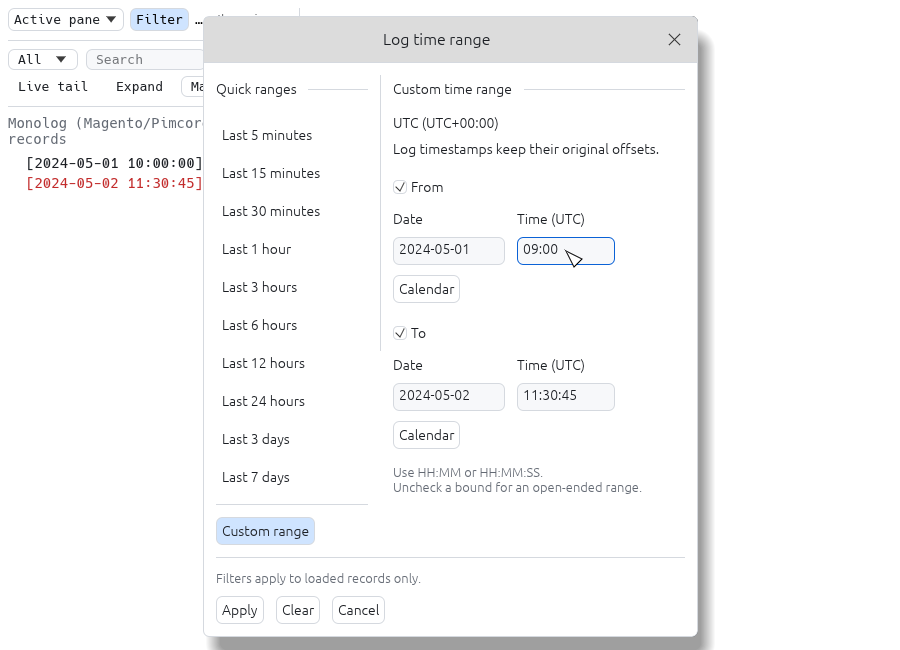 Active pane
Filter
…
Log time range
All
Search
Live tail
Expand
Ma
Monolog (Magento/Pimcor
records
[2024-05-01 10:00:00]
[2024-05-02 11:30:45]
Quick ranges
Last 5 minutes
Last 15 minutes
Last 30 minutes
Last 1 hour
Last 3 hours
Last 6 hours
Last 12 hours
Last 24 hours
Last 3 days
Last 7 days
Custom range
Custom time range
UTC (UTC+00:00)
Log timestamps keep their original offsets.
From
Date Time (UTC)
2024-05-01 09:00
Calendar
To
Date Time (UTC)
2024-05-02 11:30:45
Calendar
Use HH:MM or HH:MM:SS.
Uncheck a bound for an open-ended range.
Filters apply to loaded records only.
Apply Clear Cancel